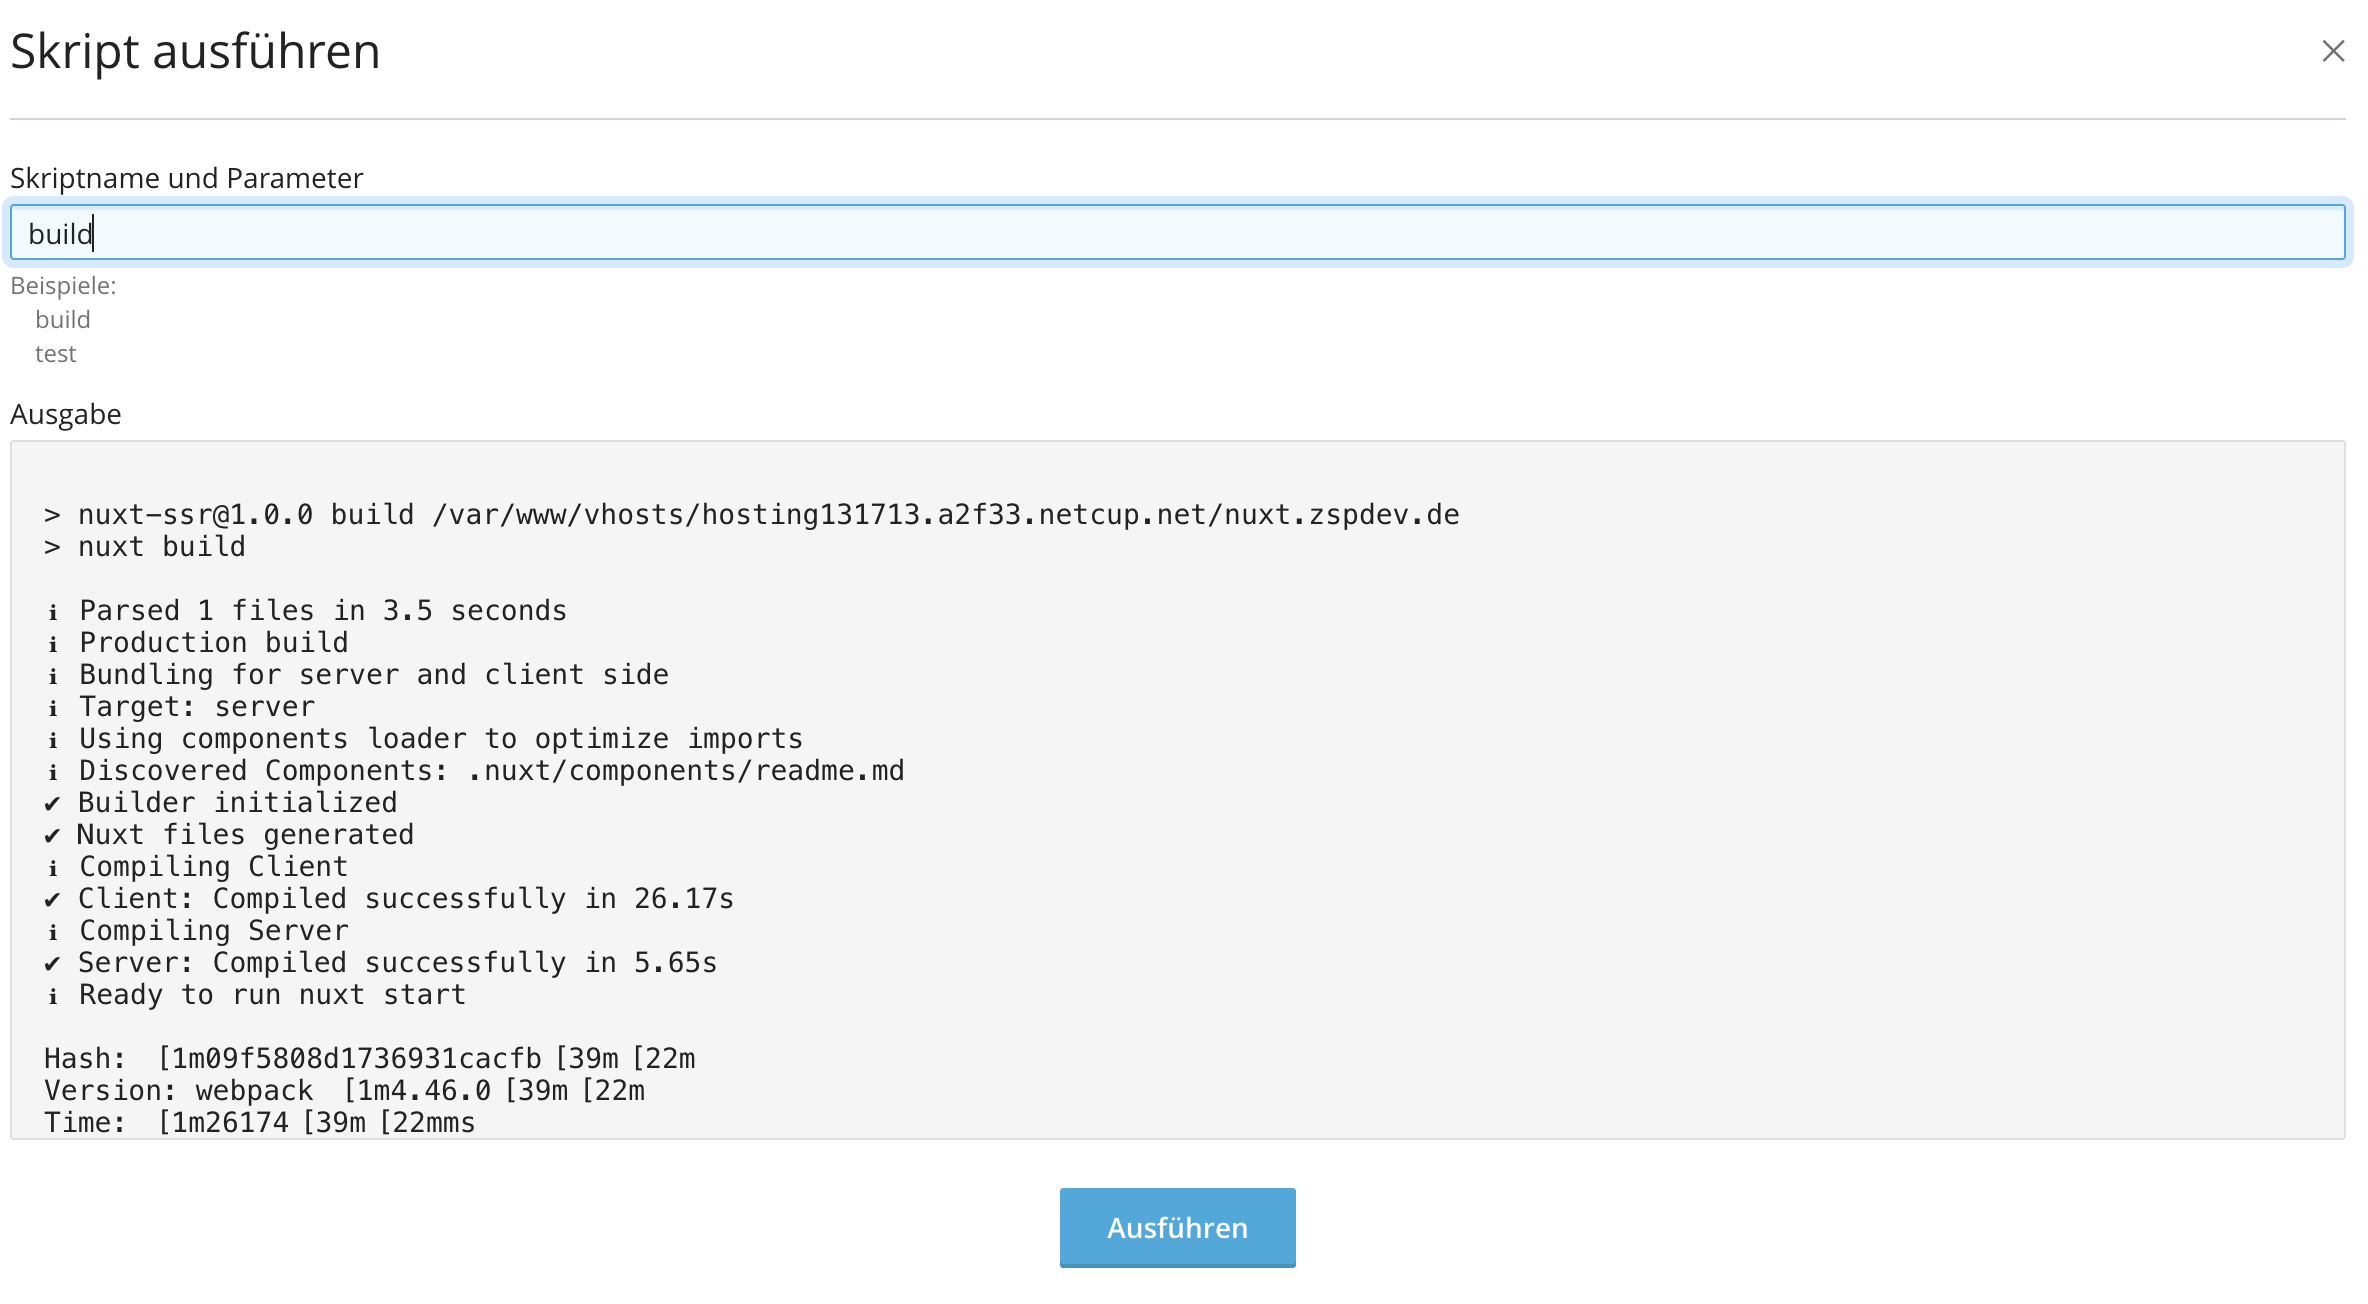 Skript ausführen
Skriptname und Parameter
build
Beispiele:
build
test
Ausgabe
> nuxt-ssr@1.0.0 build /var/www/vhosts/hosting131713.a2f33.netcup.net/nuxt.zspdev.de
> nuxt build
ℹ Parsed 1 files in 3.5 seconds
ℹ Production build
ℹ Bundling for server and client side
ℹ Target: server
ℹ Using components loader to optimize imports
ℹ Discovered Components: .nuxt/components/readme.md
✔ Builder initialized
✔ Nuxt files generated
ℹ Compiling Client
✔ Client: Compiled successfully in 26.17s
ℹ Compiling Server
✔ Server: Compiled successfully in 5.65s
ℹ Ready to run nuxt start
Hash: [1m09f5808d1736931cacfb [39m [22m
Version: webpack [1m4.46.0 [39m [22m
Time: [1m26174 [39m [22mms
Ausführen